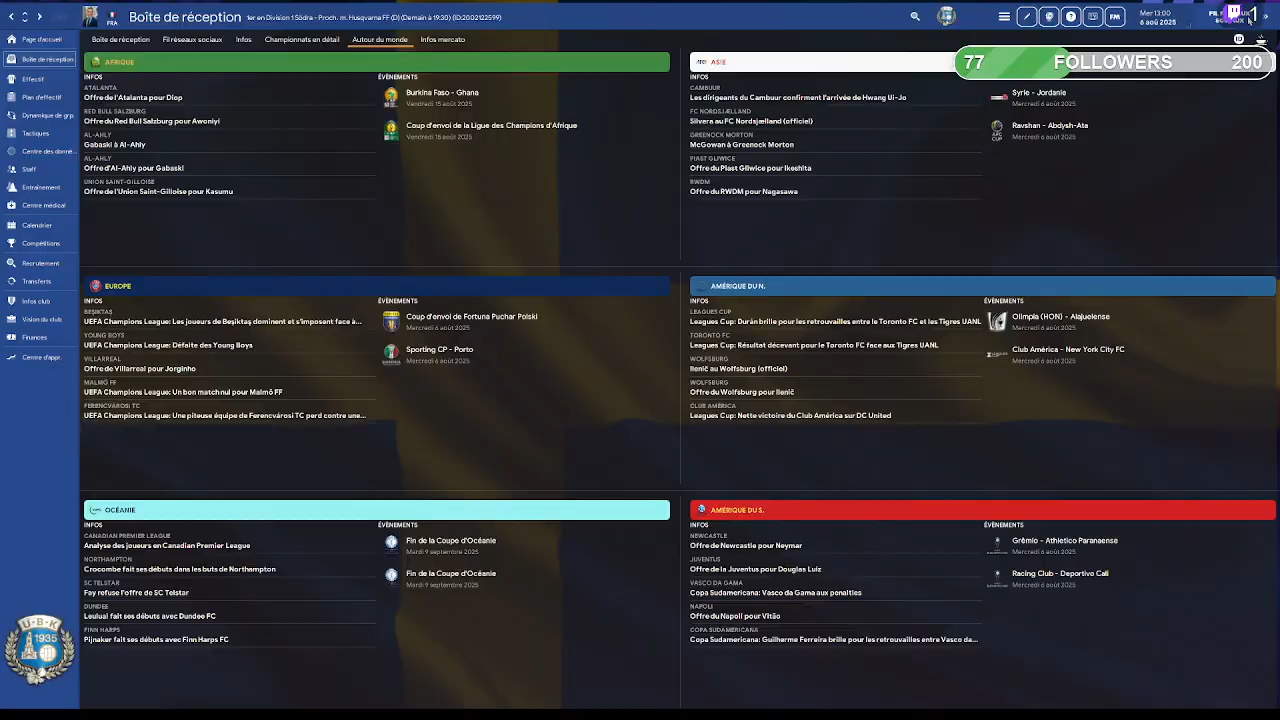 FRA
Boîte de réception
1er en Division 1 Södra - Proch. m. Husqvarna FF (D) (Demain à 19:30) (ID:2002122599)
FM
Mer 13:00
6 aoû 2025
Page d'accueil
Boîte de réception
Effectif
Plan d'effectif
Dynamique de grp.
Tactiques
Centre des donné...
Staff
Entraînement
Centre médical
Calendrier
Compétitions
Recrutement
Transferts
Infos club
Vision du club
Finances
Centre d'appr.
U·B·K
1935
Boîte de réception
Fil réseaux sociaux
Infos
Championnats en détail
Autour du monde
Infos mercato
77 FOLLOWERS 200
AFRIQUE
INFOS
ATALANTA
Offre de l'Atalanta pour Diop
RED BULL SALZBURG
Offre du Red Bull Salzburg pour Awoniyi
AL-AHLY
Gabaski à Al-Ahly
AL-AHLY
Offre d'Al-Ahly pour Gabaski
UNION SAINT-GILLOISE
Offre de l'Union Saint-Gilloise pour Kasumu
ÉVÈNEMENTS
Burkina Faso - Ghana
Vendredi 15 août 2025
Coup d'envoi de la Ligue des Champions d'Afrique
Vendredi 15 août 2025
ASIE
INFOS
CAMBUUR
Les dirigeants du Cambuur confirment l'arrivée de Hwang Ui-Jo
FC NORDSJÆLLAND
Silvera au FC Nordsjælland (officiel)
GREENOCK MORTON
McGowan à Greenock Morton
PIAST GLIWICE
Offre du Piast Gliwice pour Ikeshita
RWDM
Offre du RWDM pour Nagasawa
Syrie - Jordanie
Mercredi 6 août 2025
Ravshan - Abdysh-Ata
Mercredi 6 août 2025
EUROPE
INFOS
BEŞIKTAŞ
UEFA Champions League: Les joueurs de Beşiktaş dominent et s'imposent face à...
YOUNG BOYS
UEFA Champions League: Défaite des Young Boys
VILLARREAL
Offre de Villarreal pour Jorginho
MALMÖ FF
UEFA Champions League: Un bon match nul pour Malmö FF
FERENCVÁROSI TC
UEFA Champions League: Une piteuse équipe de Ferencvárosi TC perd contre une...
ÉVÈNEMENTS
Coup d'envoi de Fortuna Puchar Polski
Mercredi 6 août 2025
Sporting CP - Porto
Mercredi 6 août 2025
AMÉRIQUE DU N.
INFOS
LEAGUES CUP
Leagues Cup: Durán brille pour les retrouvailles entre le Toronto FC et les Tigres UANL
TORONTO FC
Leagues Cup: Résultat décevant pour le Toronto FC face aux Tigres UANL
WOLFSBURG
Ilenič au Wolfsburg (officiel)
WOLFSBURG
Offre du Wolfsburg pour Ilenič
CLUB AMÉRICA
Leagues Cup: Nette victoire du Club América sur DC United
ÉVÈNEMENTS
Olimpia (HON) - Alajuelense
Mercredi 6 août 2025
Club América - New York City FC
Mercredi 6 août 2025
OCÉANIE
INFOS
CANADIAN PREMIER LEAGUE
Analyse des joueurs en Canadian Premier League
NORTHAMPTON
Crocombe fait ses débuts dans les buts de Northampton
SC TELSTAR
Fay refuse l'offre de SC Telstar
DUNDEE
Leuluai fait ses débuts avec Dundee FC
FINN HARPS
Pijnaker fait ses débuts avec Finn Harps FC
ÉVÈNEMENTS
Fin de la Coupe d'Océanie
Mardi 9 septembre 2025
Fin de la Coupe d'Océanie
Mardi 9 septembre 2025
AMÉRIQUE DU S.
INFOS
NEWCASTLE
Offre de Newcastle pour Neymar
JUVENTUS
Offre de la Juventus pour Douglas Luiz
VASCO DA GAMA
Copa Sudamericana: Vasco da Gama aux penalties
NAPOLI
Offre du Napoli pour Vitão
COPA SUDAMERICANA
Copa Sudamericana: Guilherme Ferreira brille pour les retrouvailles entre Vasco da...
ÉVÈNEMENTS
Grêmio - Athletico Paranaense
Mercredi 6 août 2025
Racing Club - Deportivo Cali
Mercredi 6 août 2025